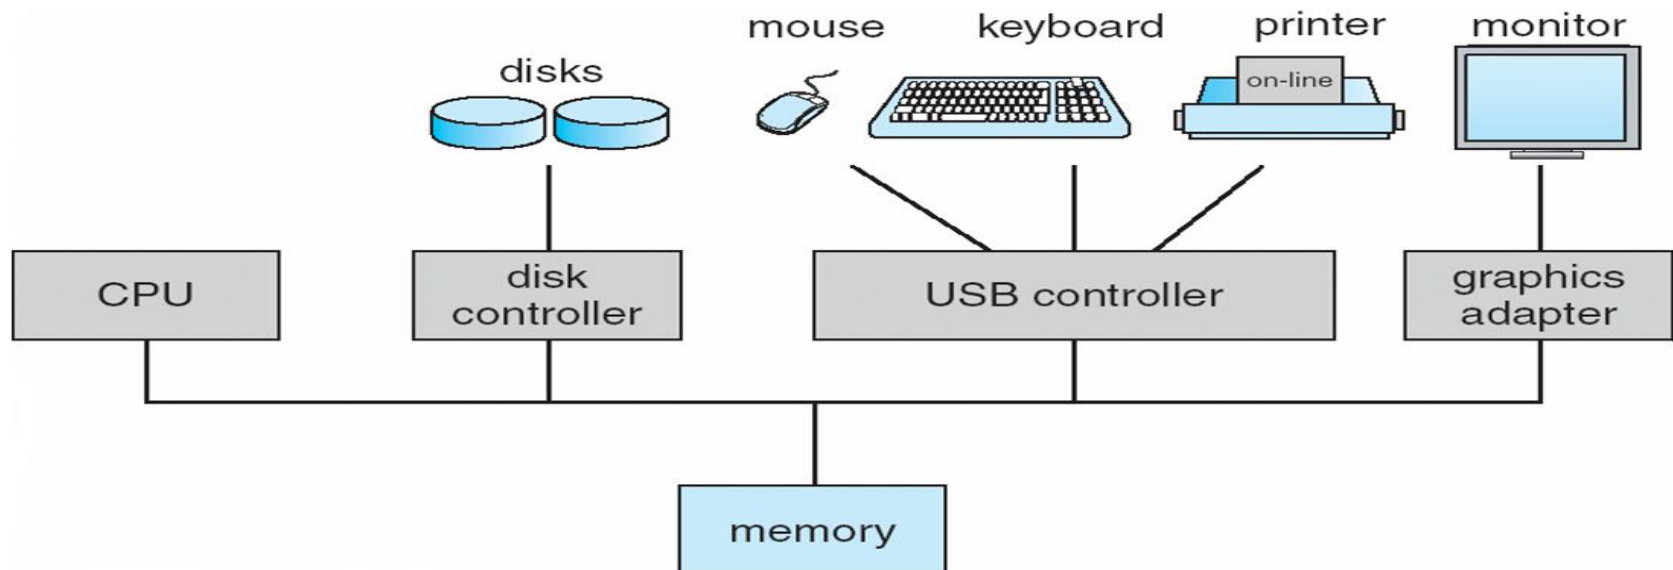 mouse
keyboard
printer
monitor
disks
on-line
CPU
disk
controller
USB controller
graphics
adapter
memory